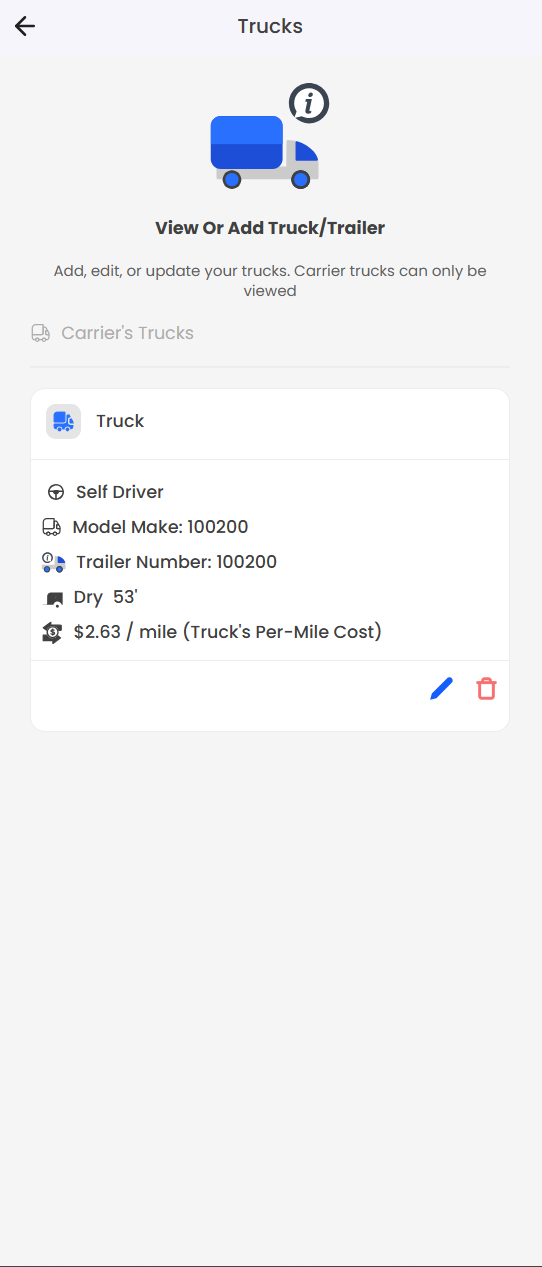 Trucks
View Or Add Truck/Trailer
Add, edit, or update your trucks. Carrier trucks can only be
viewed
Carrier's Trucks
Truck
Self Driver
Model Make: 100200
Trailer Number: 100200
Dry 53'
$2.63 / mile (Truck's Per-Mile Cost)